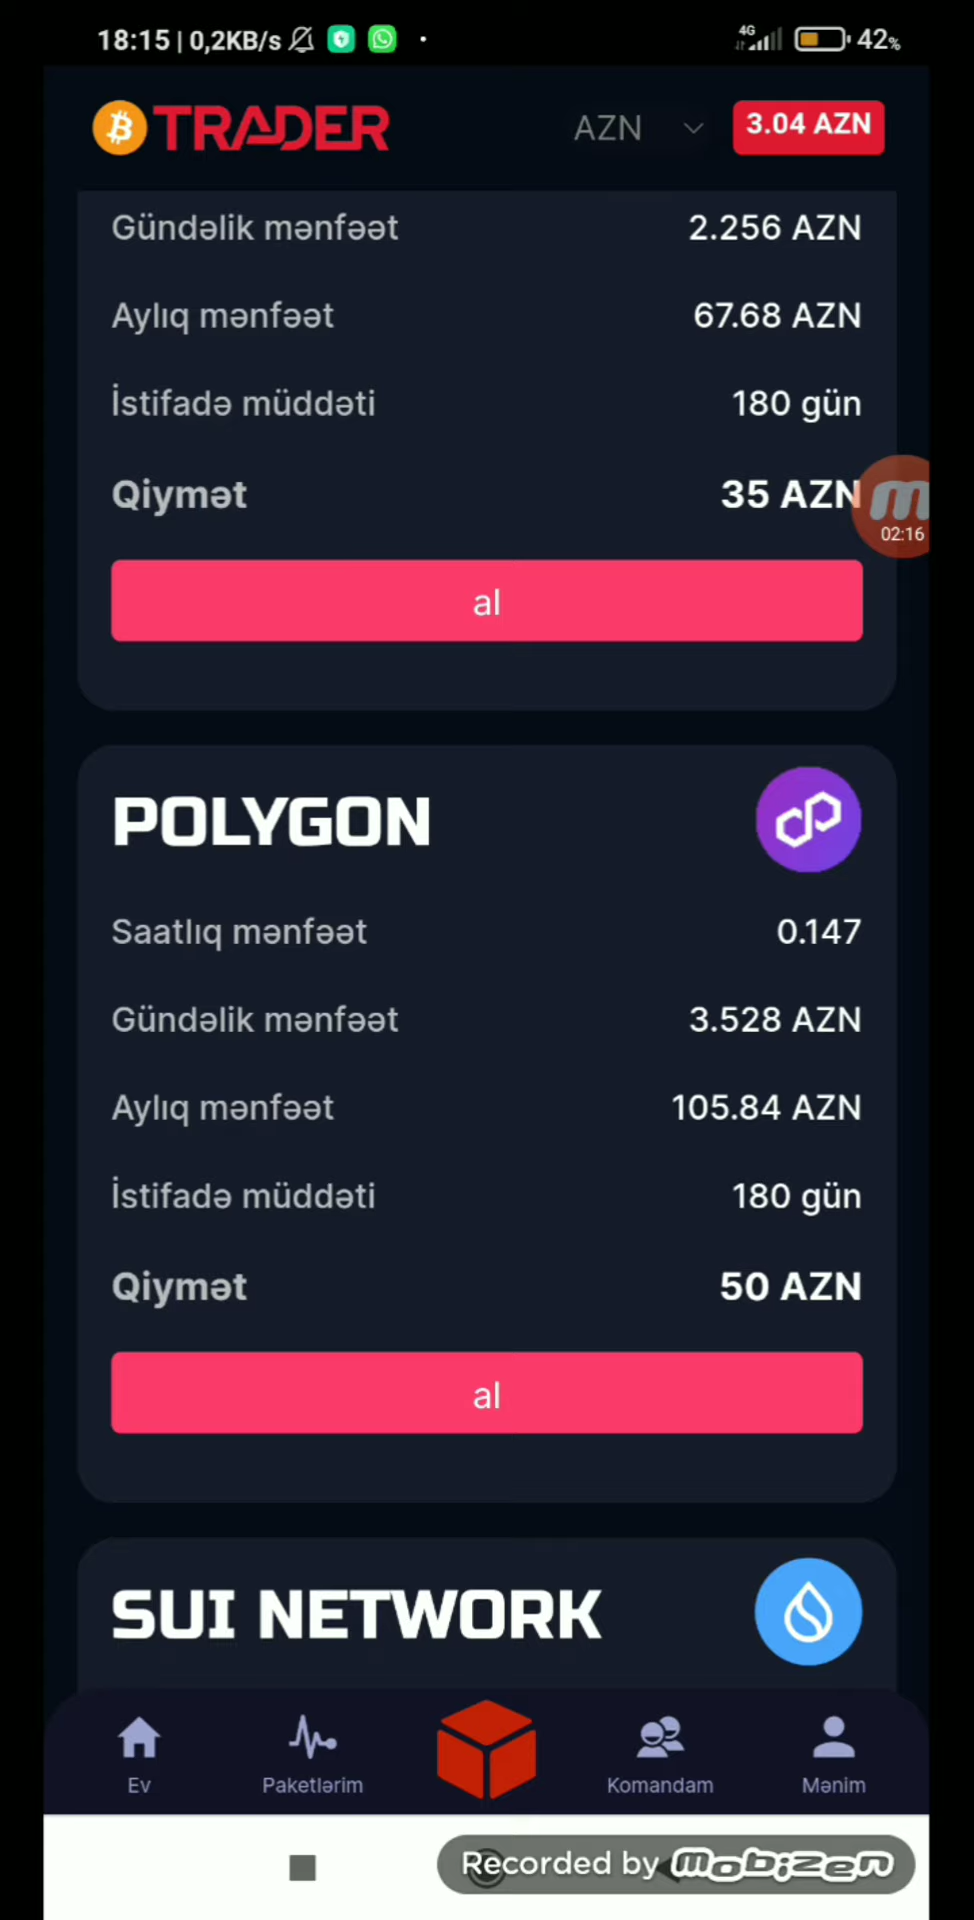 18:15 | 0,2KB/s
4G 42%
TRADER AZN 3.04 AZN
Gündəlik mənfəət 2.256 AZN
Aylıq mənfəət 67.68 AZN
İstifadə müddəti 180 gün
Qiymət 35 AZN
02:16
al
POLYGON
Saatlıq mənfəət 0.147
Gündəlik mənfəət 3.528 AZN
Aylıq mənfəət 105.84 AZN
İstifadə müddəti 180 gün
Qiymət 50 AZN
al
SUI NETWORK
Ev Paketlərim Komandam Mənim
Recorded by mobizen